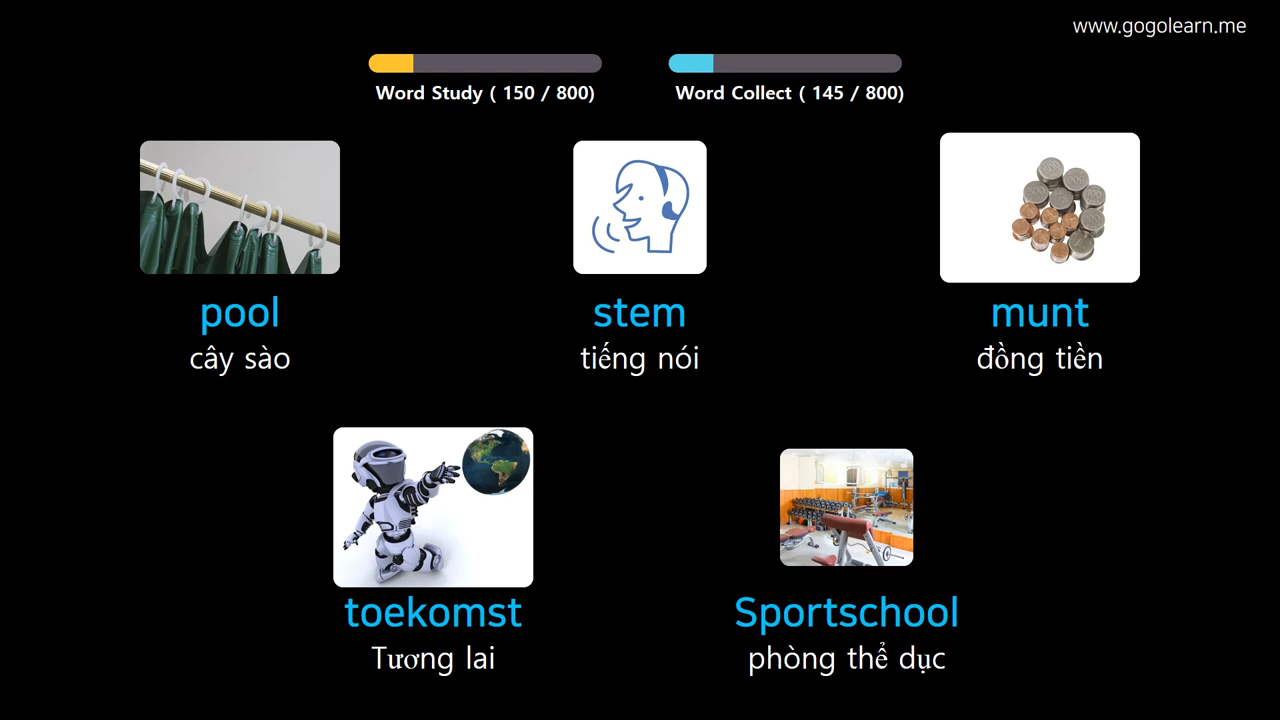 www.gogolearn.me
Word Study ( 150 / 800)
Word Collect ( 145 / 800)
pool
cây sào
stem
tiếng nói
munt
đồng tiền
toekomst
Tương lai
Sportschool
phòng thể dục